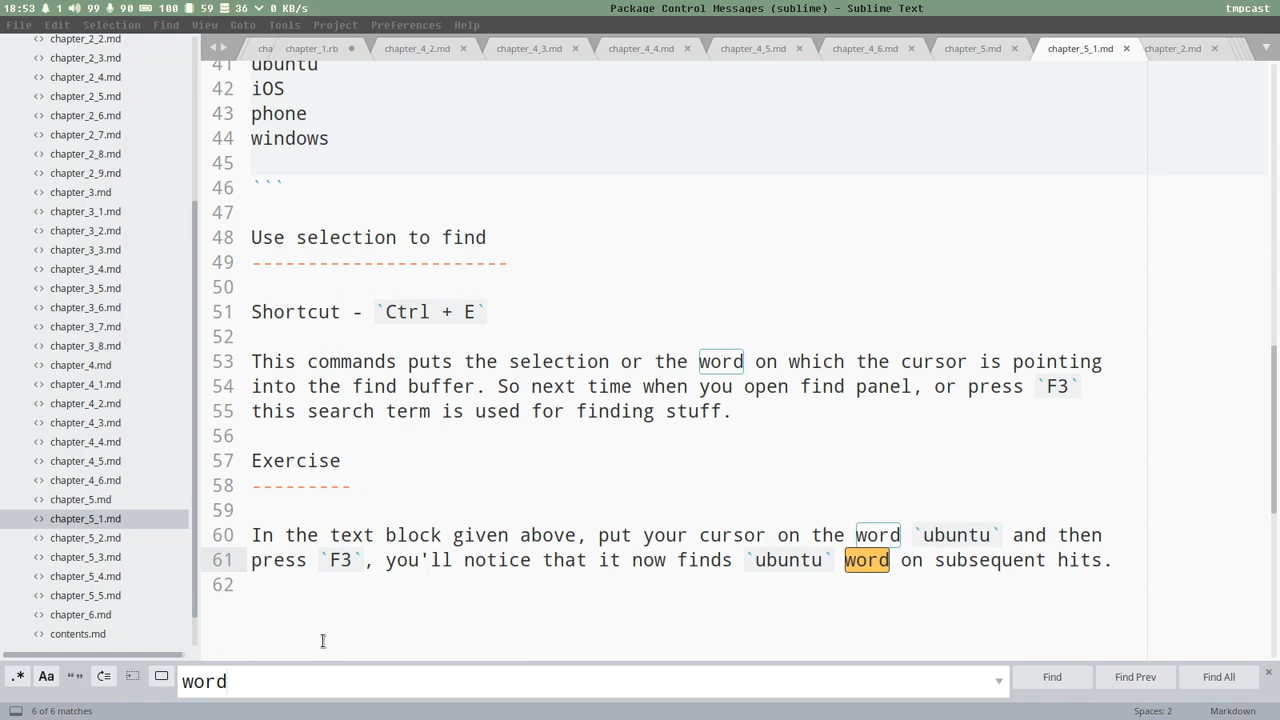 18:53 1 99 90 100 59 36 0 KB/s Package Control Messages (sublime) - Sublime Text tmpcast
File Edit Selection Find View Goto Tools Project Preferences Help
cha chapter_1.rb chapter_4_2.md chapter_4_3.md chapter_4_4.md chapter_4_5.md chapter_4_6.md chapter_5.md chapter_5_1.md chapter_2.md
chapter_2_2.md
chapter_2_3.md
chapter_2_4.md
chapter_2_5.md
chapter_2_6.md
chapter_2_7.md
chapter_2_8.md
chapter_2_9.md
chapter_3.md
chapter_3_1.md
chapter_3_2.md
chapter_3_3.md
chapter_3_4.md
chapter_3_5.md
chapter_3_6.md
chapter_3_7.md
chapter_3_8.md
chapter_4.md
chapter_4_1.md
chapter_4_2.md
chapter_4_3.md
chapter_4_4.md
chapter_4_5.md
chapter_4_6.md
chapter_5.md
chapter_5_1.md
chapter_5_2.md
chapter_5_3.md
chapter_5_4.md
chapter_5_5.md
chapter_6.md
contents.md
41 ubuntu
42 iOS
43 phone
44 windows
45
46 ```
47
48 Use selection to find
49 -----------------------
50
51 Shortcut - `Ctrl + E`
52
53 This commands puts the selection or the word on which the cursor is pointing
54 into the find buffer. So next time when you open find panel, or press `F3`
55 this search term is used for finding stuff.
56
57 Exercise
58 ---------
59
60 In the text block given above, put your cursor on the word `ubuntu` and then
61 press `F3`, you'll notice that it now finds `ubuntu` word on subsequent hits.
62
.* Aa “” word Find Find Prev Find All
6 of 6 matches Spaces: 2 Markdown